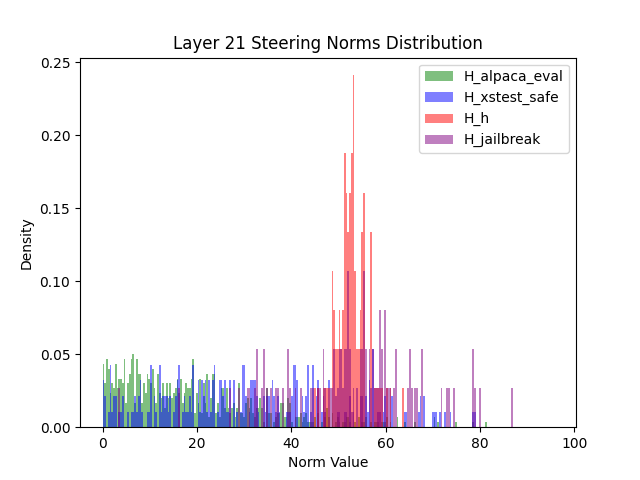 Layer 21 Steering Norms Distribution
0.25
0.20
0.15
0.10
0.05
0.00
Density
H_alpaca_eval
H_xstest_safe
H_h
H_jailbreak
0
20
40
60
80
100
Norm Value